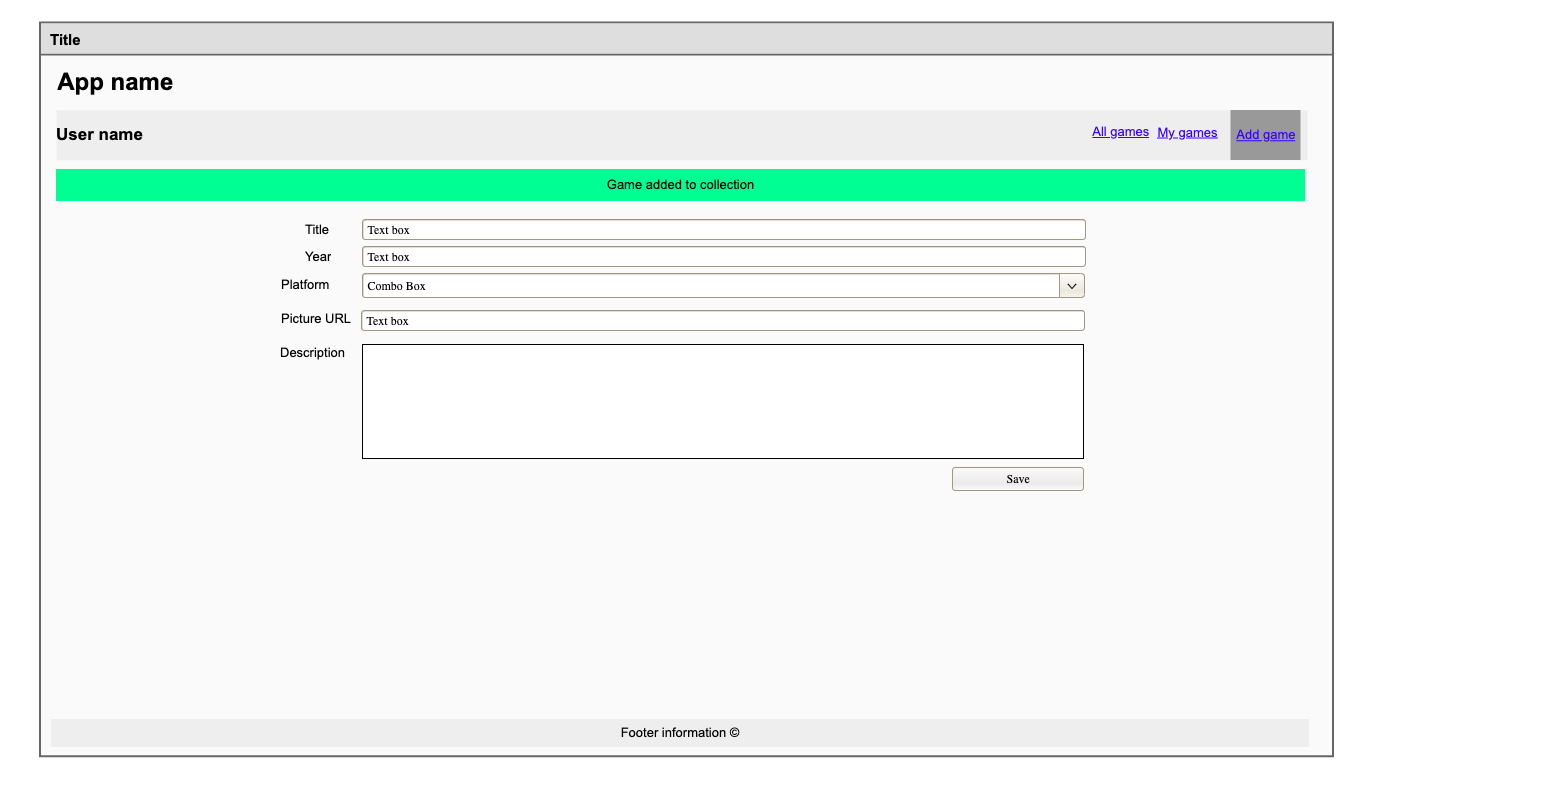 Title
App name
User name
All games My games Add game
Game added to collection
Title Text box
Year Text box
Platform Combo Box
Picture URL Text box
Description
Save
Footer information ©